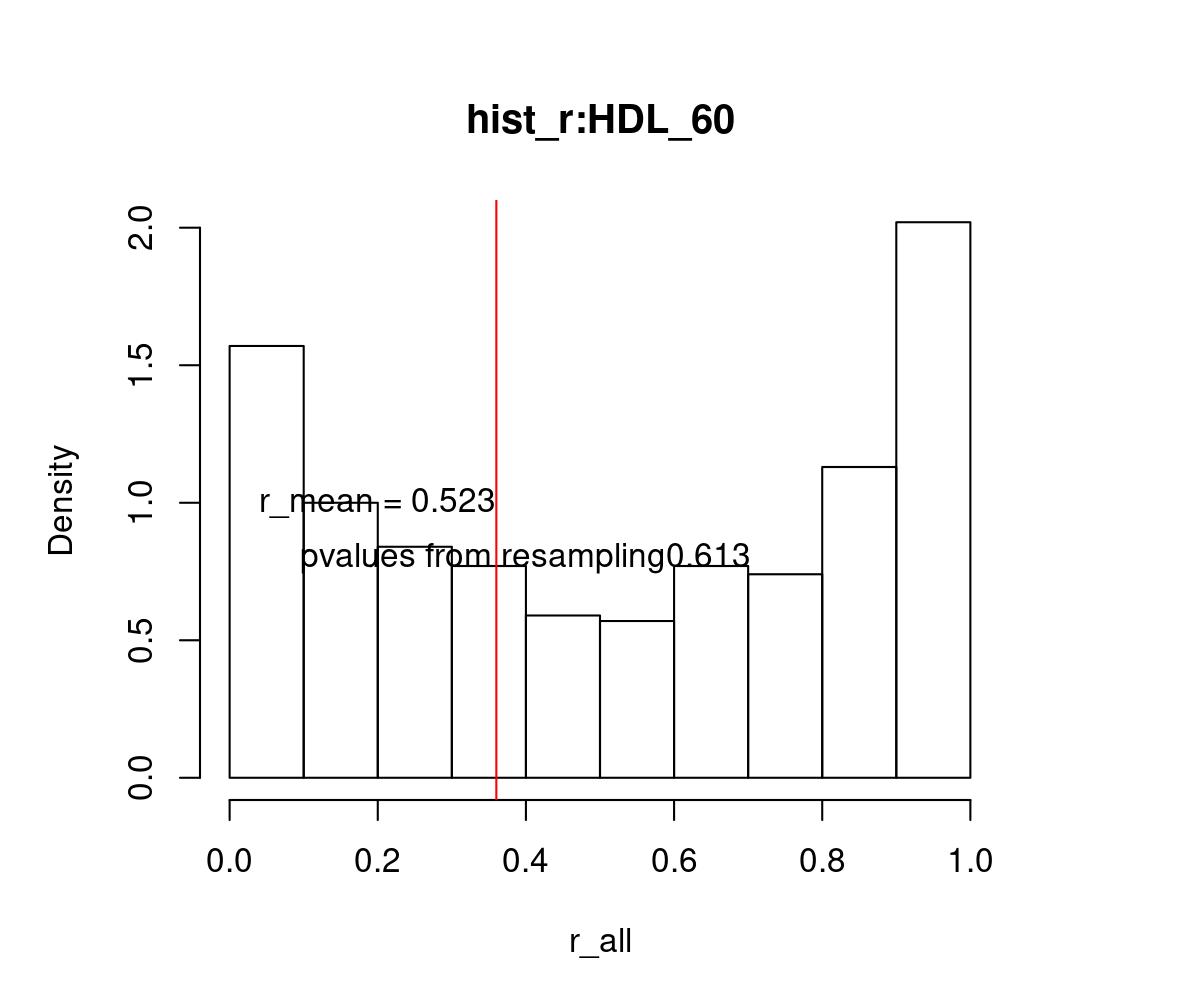 hist_r:HDL_60
2.0
1.5
1.0
0.5
0.0
Density
r_mean = 0.523
pvalues from resampling0.613
0.0 0.2 0.4 0.6 0.8 1.0
r_all